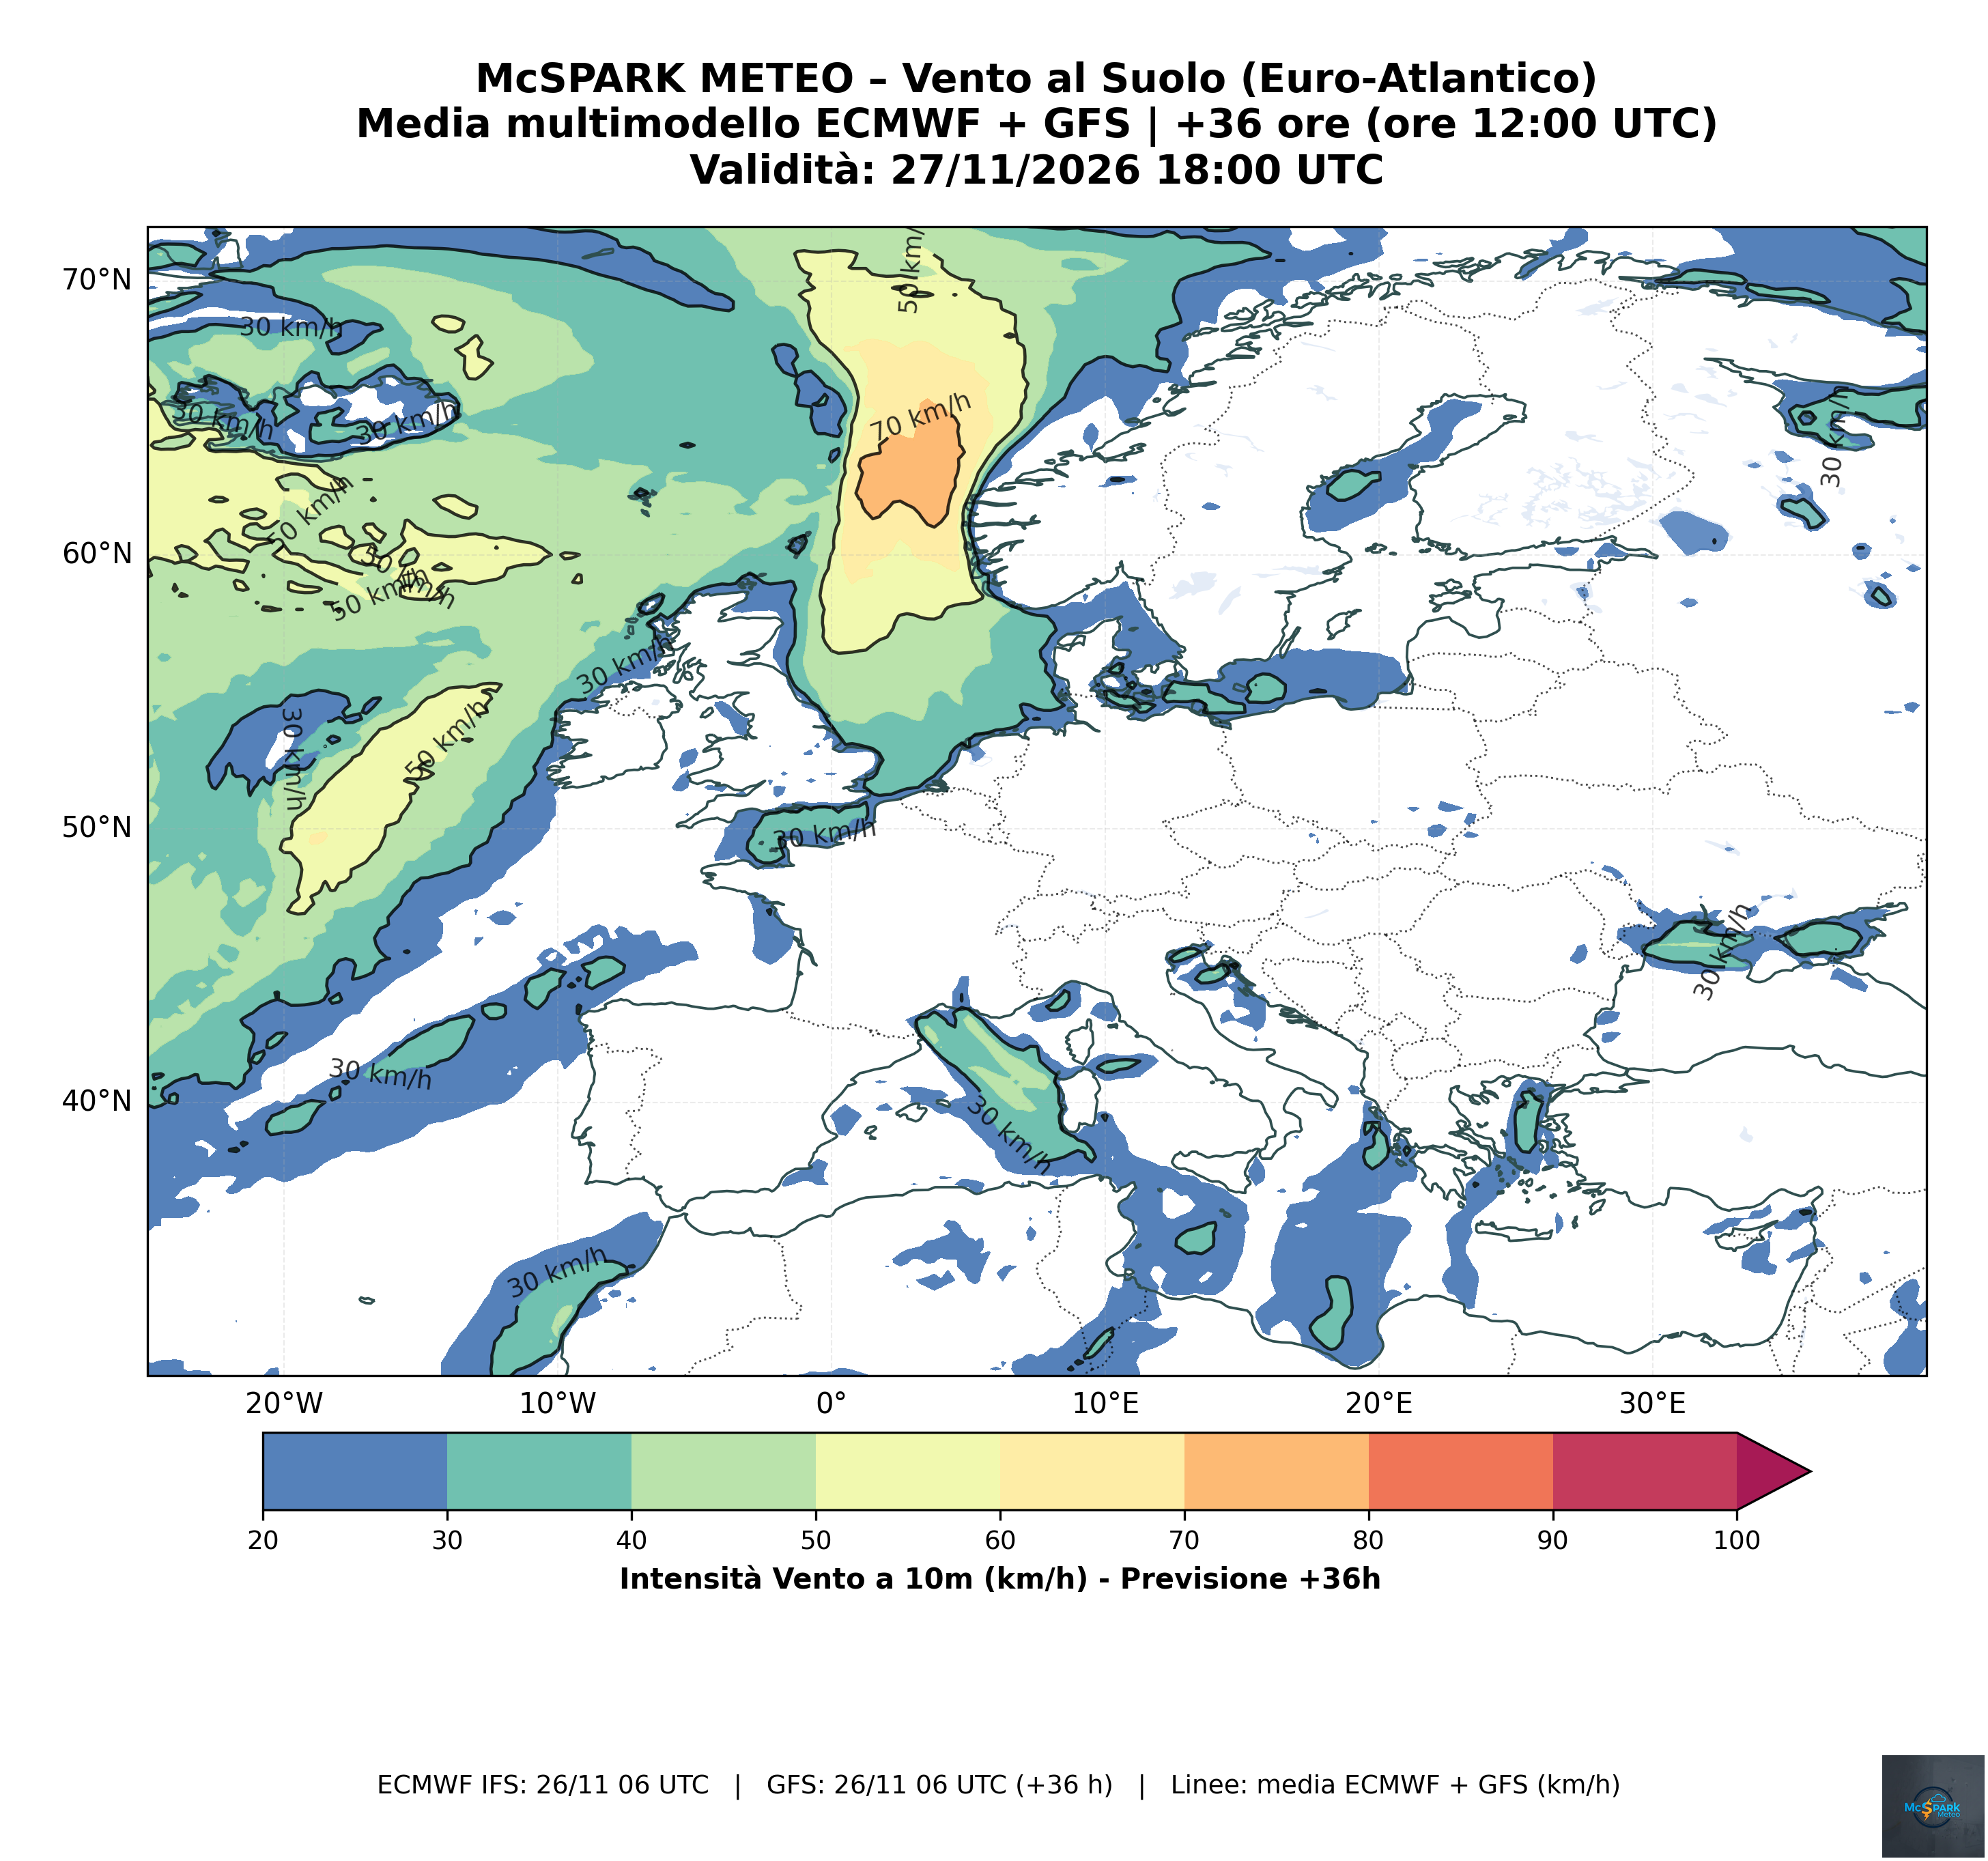 McSPARK METEO – Vento al Suolo (Euro-Atlantico)
Media multimodello ECMWF + GFS | +36 ore (ore 12:00 UTC)
Validità: 27/11/2026 18:00 UTC
70°N
60°N
50°N
40°N
50 km/h
30 km/h
70 km/h
30 km/h
30 km/h
50 km/h
50 km/h
50 km/h
30 km/h
30 km/h
30 km/h
50 km/h
30 km/h
30 km/h
30 km/h
30 km/h
30 km/h
20°W
10°W
0°
10°E
20°E
30°E
20
30
40
50
60
70
80
90
100
Intensità Vento a 10m (km/h) - Previsione +36h
ECMWF IFS: 26/11 06 UTC | GFS: 26/11 06 UTC (+36 h) | Linee: media ECMWF + GFS (km/h)
McSPARK
Meteo